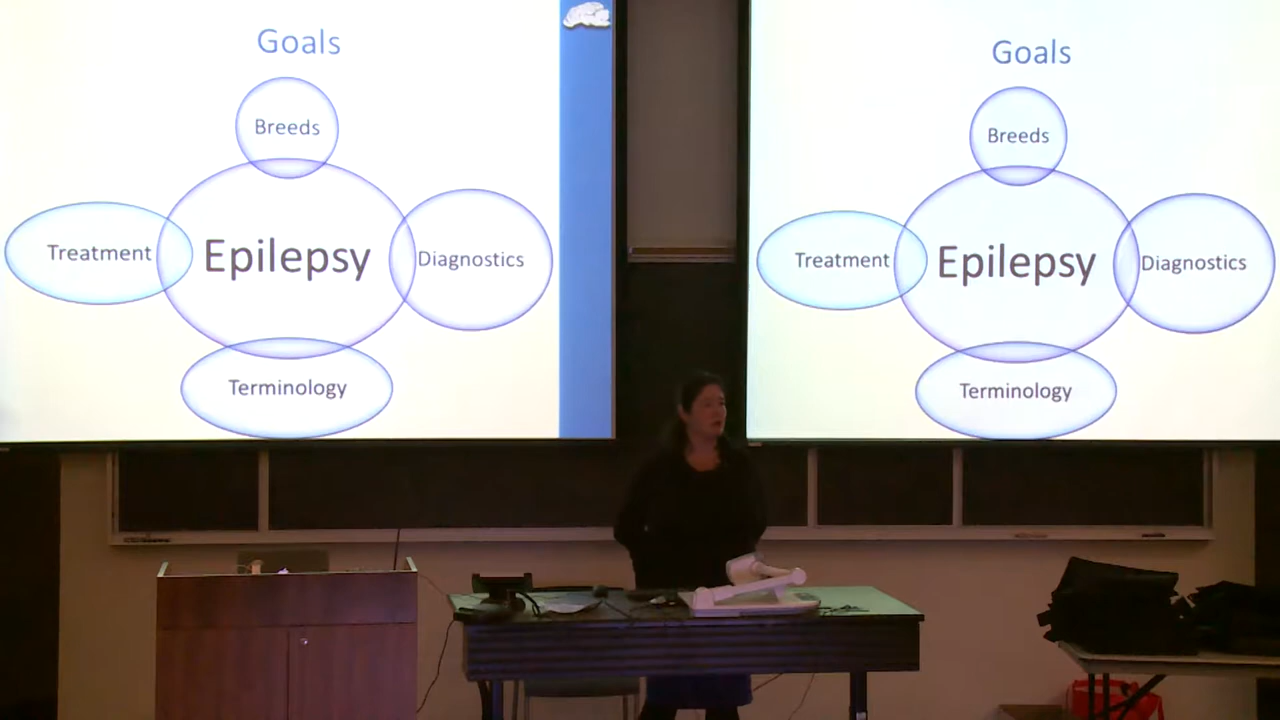 Goals
Breeds
Treatment
Epilepsy
Diagnostics
Terminology
Goals
Breeds
Treatment
Epilepsy
Diagnostics
Terminology